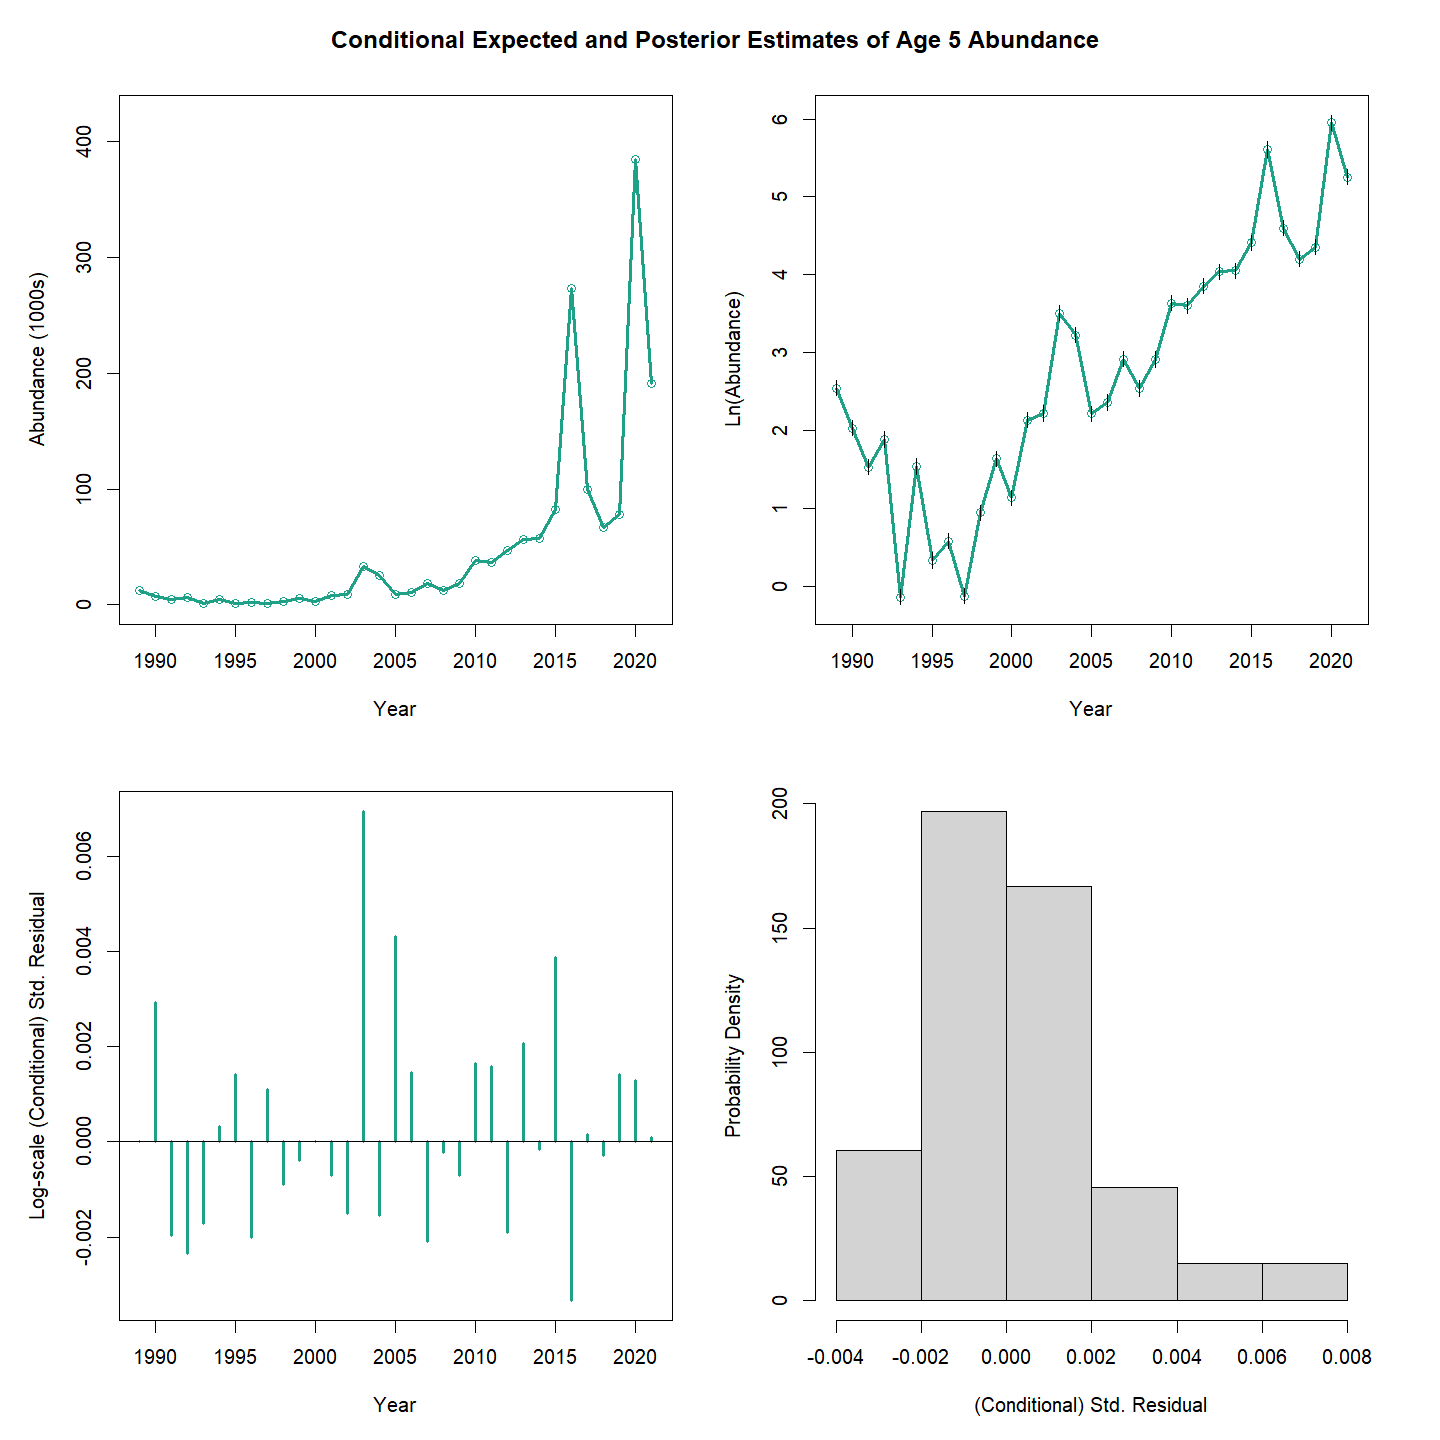 Conditional Expected and Posterior Estimates of Age 5 Abundance
Abundance (1000s)
400
300
200
100
0
1990 1995 2000 2005 2010 2015 2020
Year
Ln(Abundance)
6
5
4
3
2
1
0
1990 1995 2000 2005 2010 2015 2020
Year
Log-scale (Conditional) Std. Residual
0.006
0.004
0.002
0.000
-0.002
1990 1995 2000 2005 2010 2015 2020
Year
Probability Density
200
150
100
50
0
-0.004 -0.002 0.000 0.002 0.004 0.006 0.008
(Conditional) Std. Residual